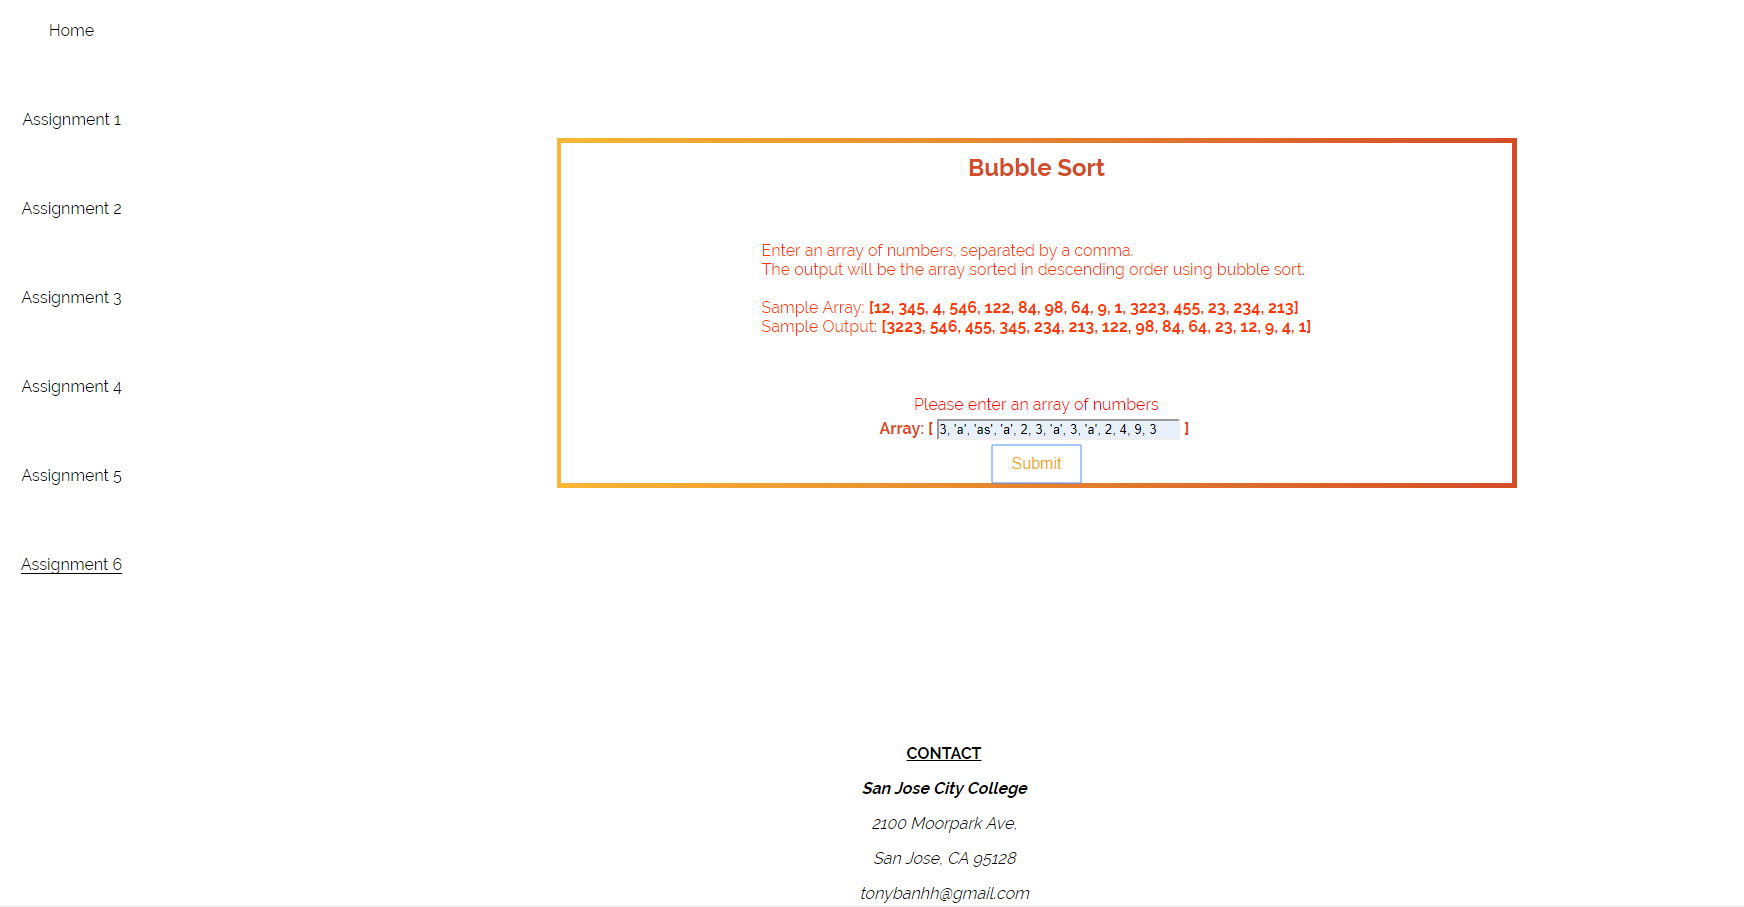 Home
Assignment 1
Assignment 2
Assignment 3
Assignment 4
Assignment 5
Assignment 6
Bubble Sort
Enter an array of numbers, separated by a comma.
The output will be the array sorted in descending order using bubble sort.
Sample Array: [12, 345, 4, 546, 122, 84, 98, 64, 9, 1, 3223, 455, 23, 234, 213]
Sample Output: [3223, 546, 455, 345, 234, 213, 122, 98, 84, 64, 23, 12, 9, 4, 1]
Please enter an array of numbers
Array: [ 3, 'a', 'as', 'a', 2, 3, 'a', 3, 'a', 2, 4, 9, 3 ]
Submit
CONTACT
San Jose City College
2100 Moorpark Ave,
San Jose, CA 95128
tonybanhh@gmail.com